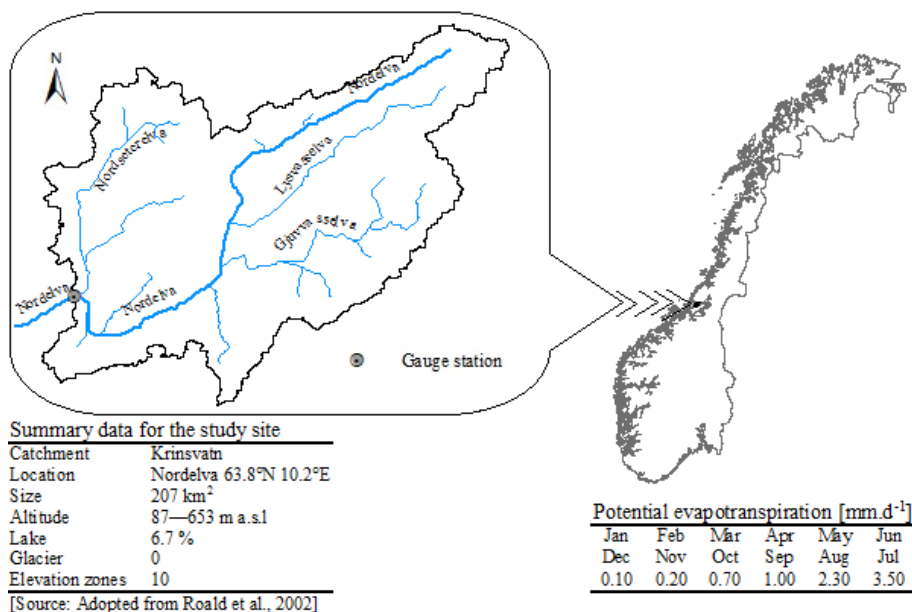 N
Nordelva
Nordseterelva
Lysvasselva
Gjuvvasselva
Nordelva
Nordelva
Gauge station
Summary data for the study site
Catchment Krinsvatn
Location Nordelva 63.8°N 10.2°E
Size 207 km²
Altitude 87—653 m a.s.l
Lake 6.7 %
Glacier 0
Elevation zones 10
[Source: Adopted from Roald et al., 2002]
Potential evapotranspiration [mm.d⁻¹]
Jan Feb Mar Apr May Jun
Dec Nov Oct Sep Aug Jul
0.10 0.20 0.70 1.00 2.30 3.50